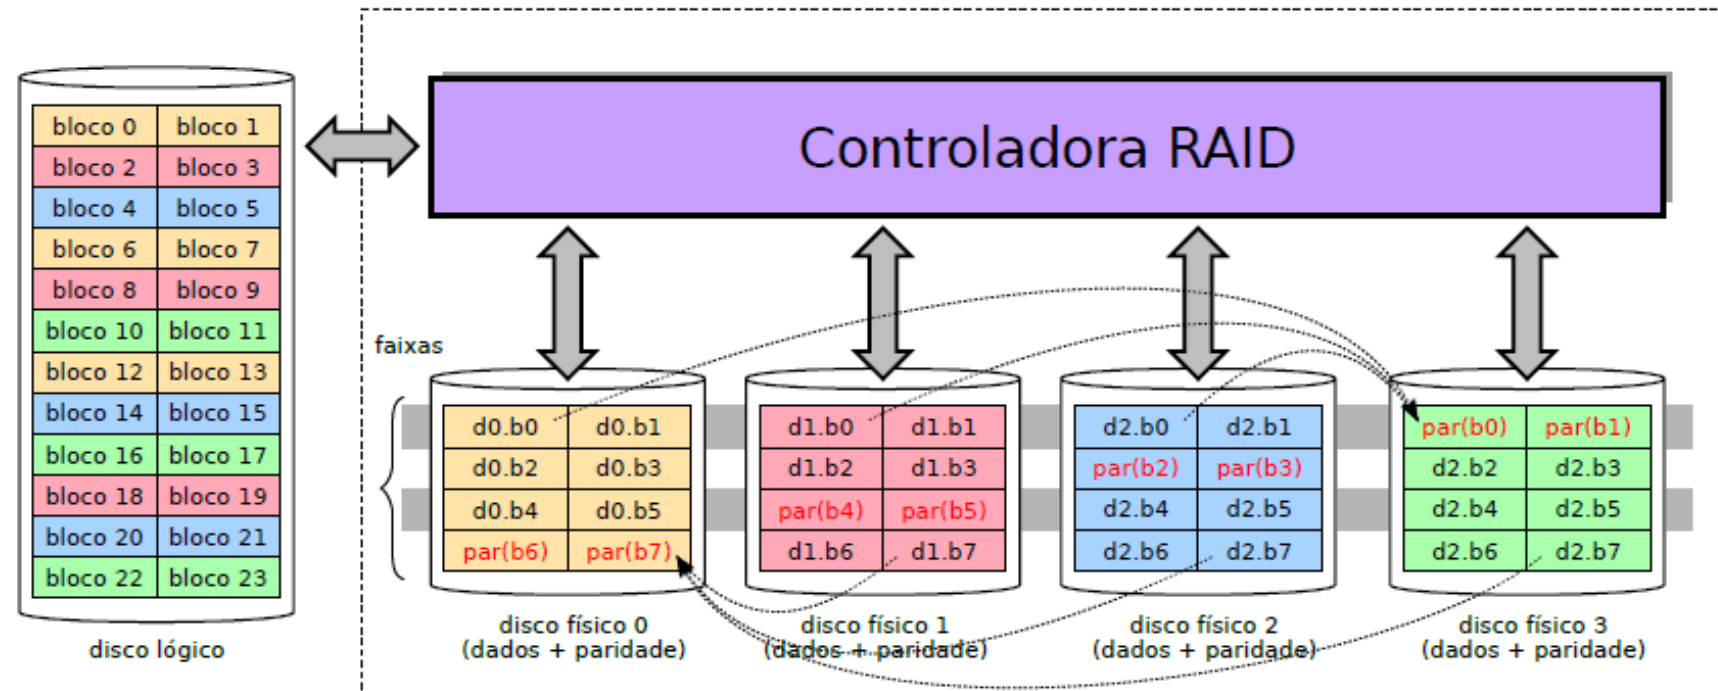 bloco 0 bloco 1
bloco 2 bloco 3
bloco 4 bloco 5
bloco 6 bloco 7
bloco 8 bloco 9
bloco 10 bloco 11
bloco 12 bloco 13
bloco 14 bloco 15
bloco 16 bloco 17
bloco 18 bloco 19
bloco 20 bloco 21
bloco 22 bloco 23
disco lógico
Controladora RAID
faixas
d0.b0 d0.b1
d0.b2 d0.b3
d0.b4 d0.b5
par(b6) par(b7)
disco físico 0
(dados + paridade)
d1.b0 d1.b1
d1.b2 d1.b3
par(b4) par(b5)
d1.b6 d1.b7
disco físico 1
(dados + paridade)
d2.b0 d2.b1
par(b2) par(b3)
d2.b4 d2.b5
d2.b6 d2.b7
disco físico 2
(dados + paridade)
par(b0) par(b1)
d2.b2 d2.b3
d2.b4 d2.b5
d2.b6 d2.b7
disco físico 3
(dados + paridade)